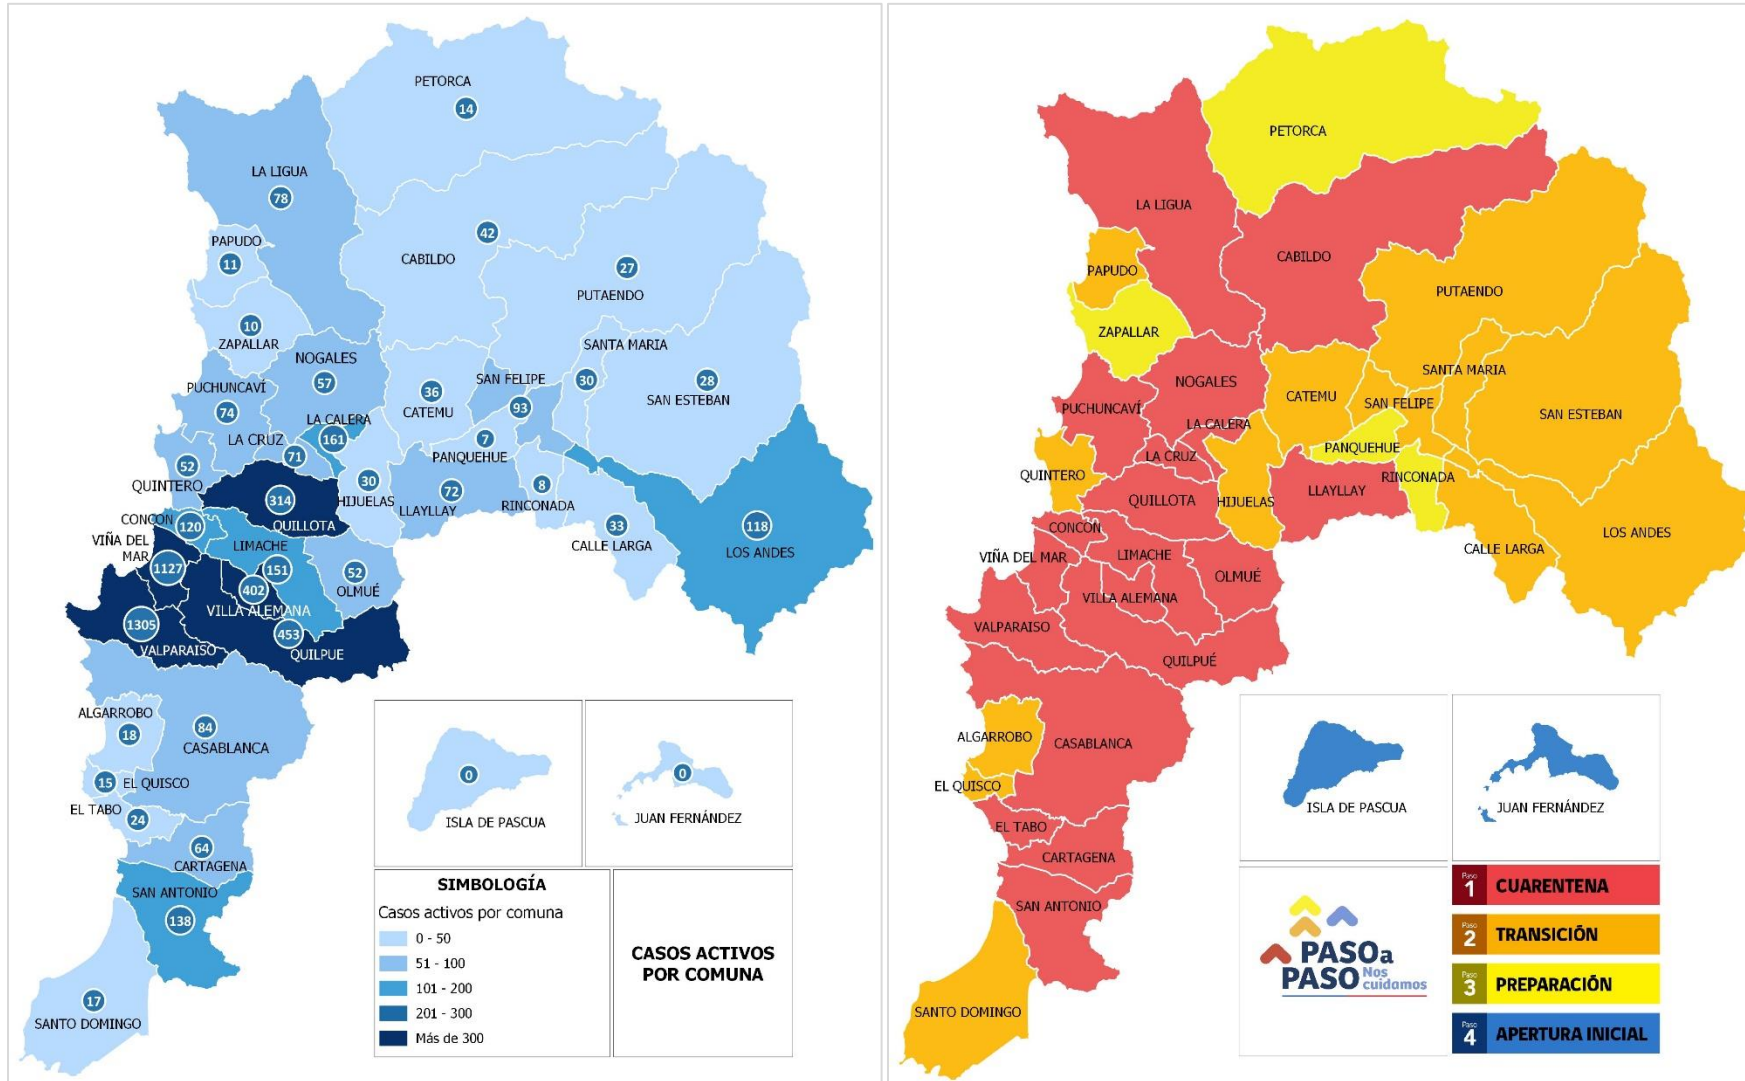 PETORCA
14
LA LIGUA
78
PAPUDO
11
42
CABILDO
27
PUTAENDO
10
ZAPALLAR
NOGALES
57
SANTA MARIA
30
28
SAN ESTEBAN
SAN FELIPE
93
36
CATEMU
PUCHUNCAVÍ
74
LA CALERA
161
LA CRUZ
71
7
PANQUEHUE
52
QUINTERO
30
HIJUELAS
72
LLAYLLAY
8
RINCONADA
314
QUILLOTA
33
CALLE LARGA
118
LOS ANDES
CONCÓN
120
VIÑA DEL
MAR
1127
LIMACHE
151
52
OLMUÉ
402
VILLA ALEMANA
1305
VALPARAISO
453
QUILPUE
ALGARROBO
18
84
CASABLANCA
15
EL QUISCO
EL TABO
24
64
CARTAGENA
SAN ANTONIO
138
17
SANTO DOMINGO
0
ISLA DE PASCUA
0
JUAN FERNÁNDEZ
SIMBOLOGÍA
Casos activos por comuna
0 - 50
51 - 100
101 - 200
201 - 300
Más de 300
CASOS ACTIVOS
POR COMUNA
PETORCA
LA LIGUA
CABILDO
PAPUDO
PUTAENDO
ZAPALLAR
NOGALES
SANTA MARIA
CATEMU
SAN FELIPE
SAN ESTEBAN
PUCHUNCAVÍ
LA CALERA
PANQUEHUE
LA CRUZ
QUINTERO
RINCONADA
LLAYLLAY
HIJUELAS
QUILLOTA
CONCÓN
LOS ANDES
CALLE LARGA
VIÑA DEL MAR
LIMACHE
OLMUÉ
VILLA ALEMANA
VALPARAISO
QUILPUÉ
ALGARROBO
CASABLANCA
EL QUISCO
EL TABO
CARTAGENA
SAN ANTONIO
SANTO DOMINGO
ISLA DE PASCUA
JUAN FERNÁNDEZ
PASO a
PASO Nos
cuidamos
Paso
1 CUARENTENA
Paso
2 TRANSICIÓN
Paso
3 PREPARACIÓN
Paso
4 APERTURA INICIAL